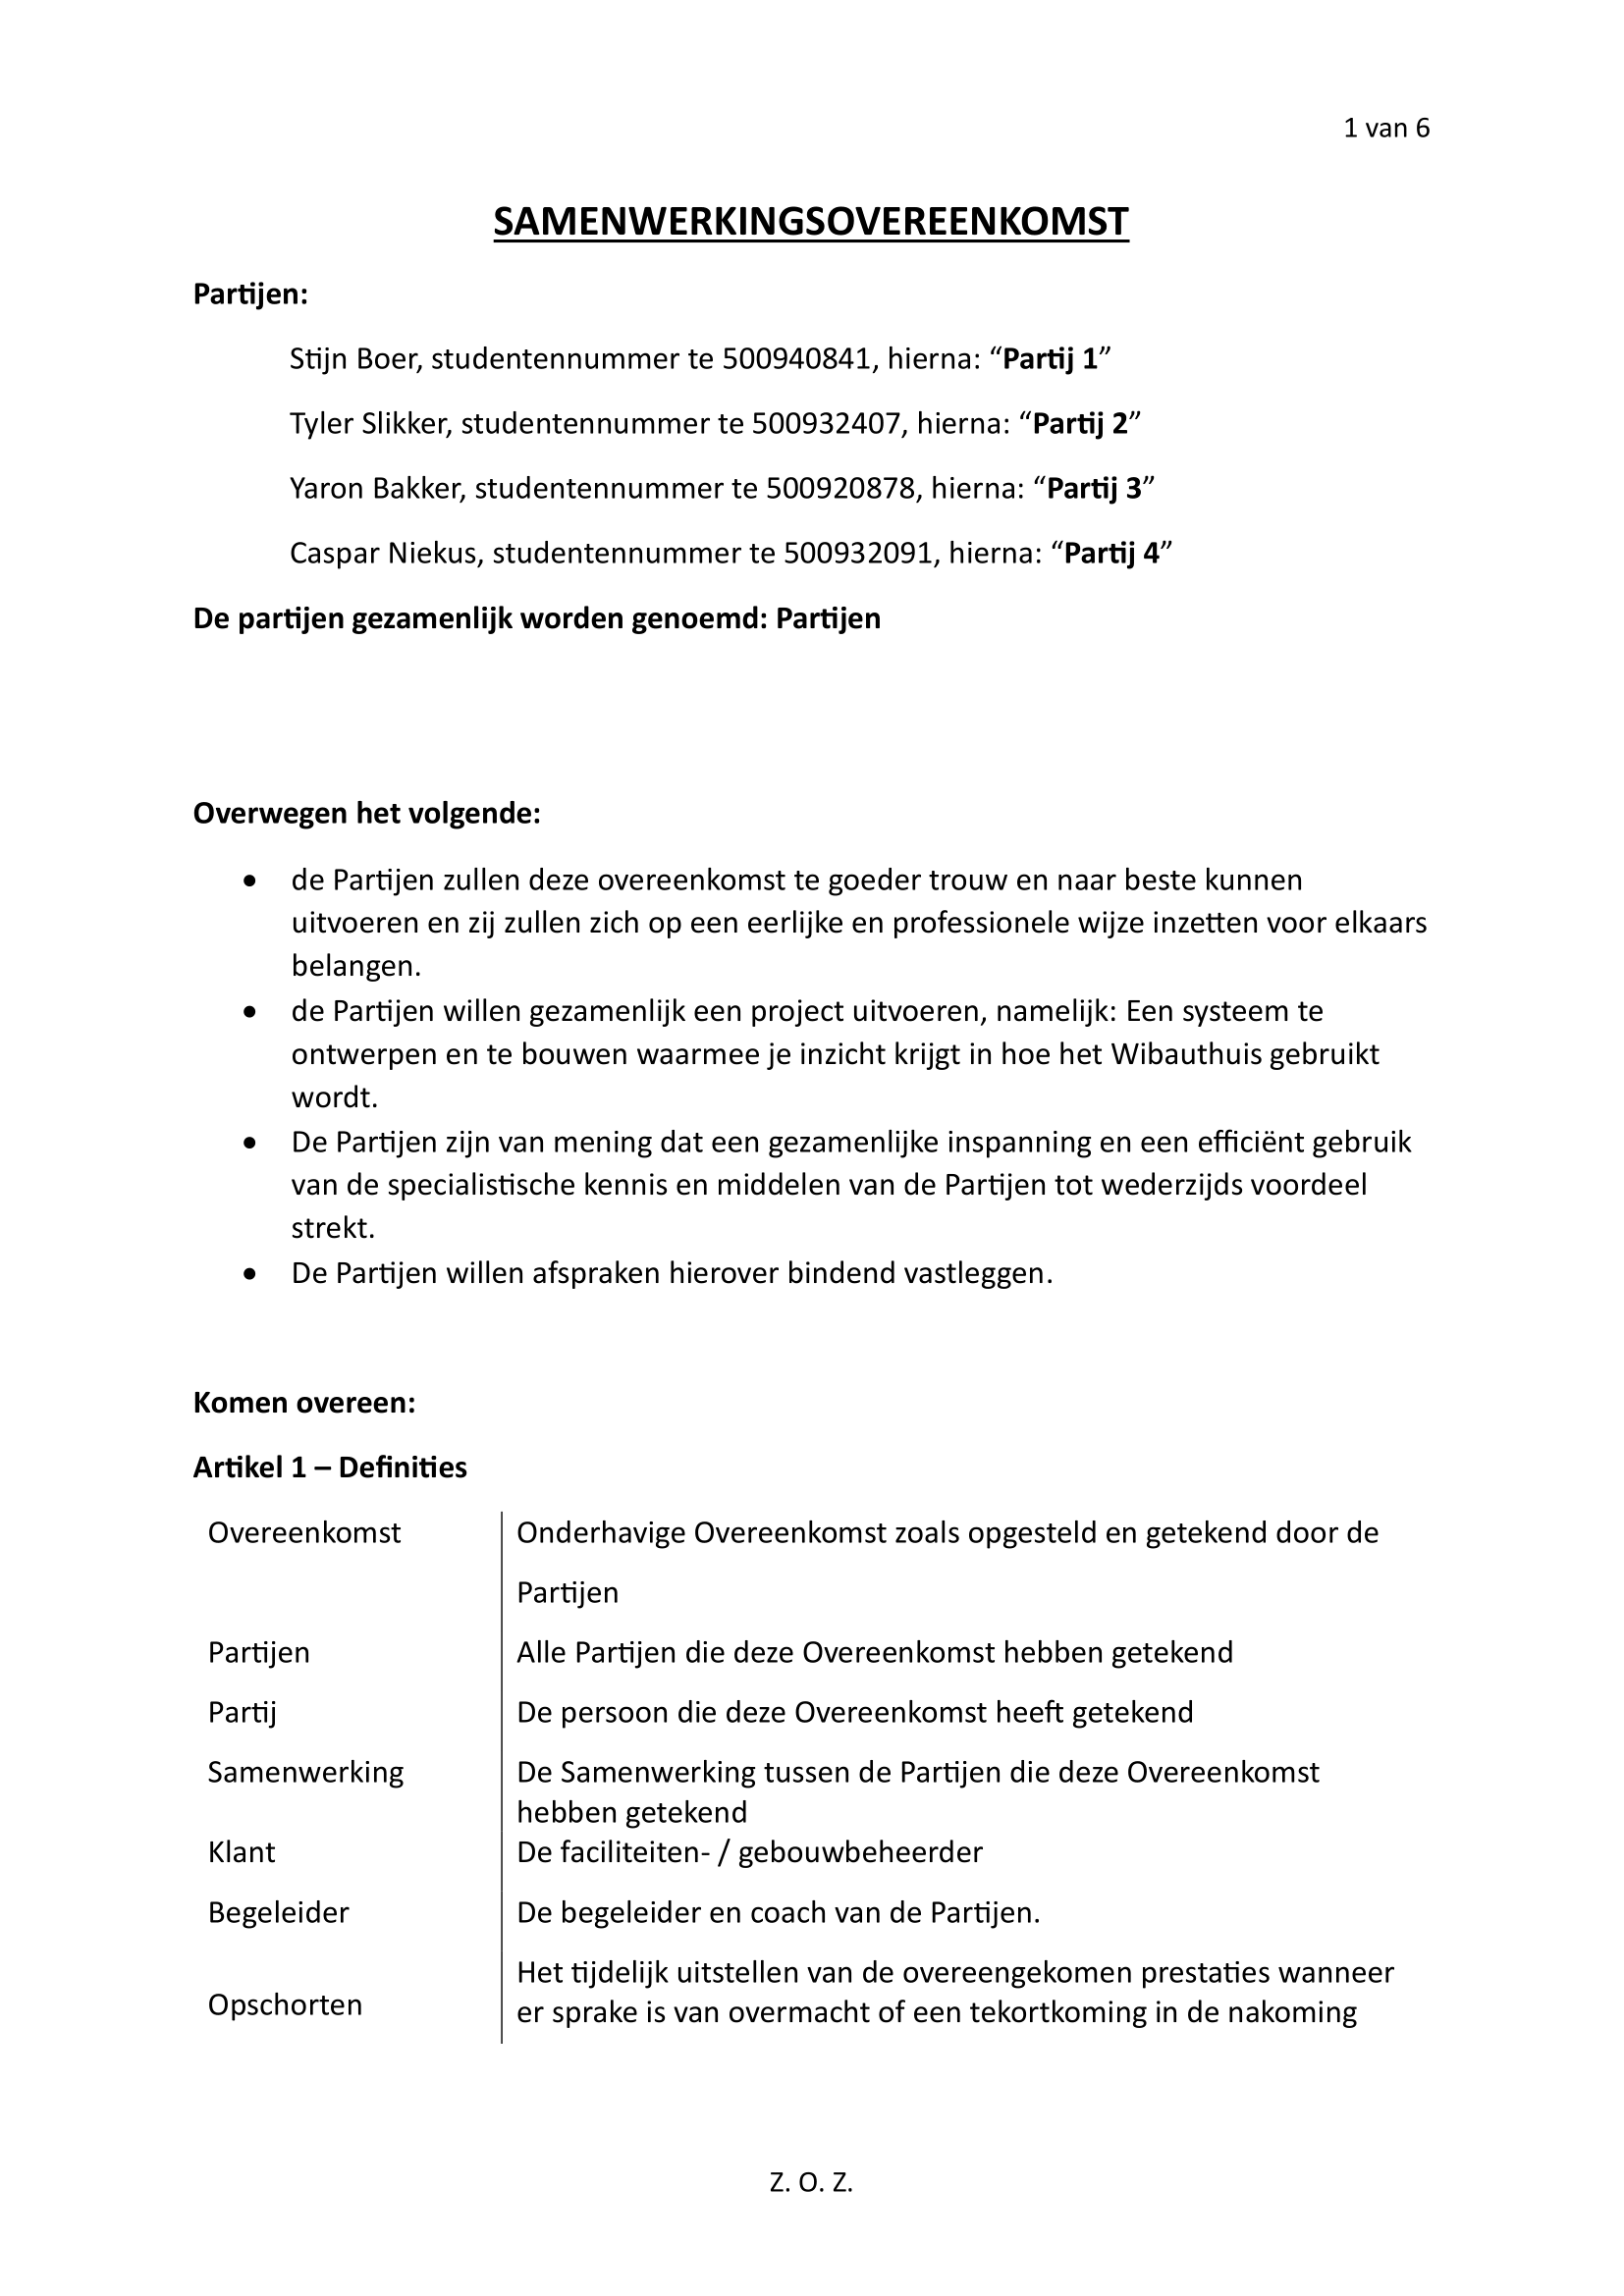 1 van 6
SAMENWERKINGSOVEREENKOMST
Partijen:
Stijn Boer, studentennummer te 500940841, hierna: “Partij 1”
Tyler Slikker, studentennummer te 500932407, hierna: “Partij 2”
Yaron Bakker, studentennummer te 500920878, hierna: “Partij 3”
Caspar Niekus, studentennummer te 500932091, hierna: “Partij 4”
De partijen gezamenlijk worden genoemd: Partijen
Overwegen het volgende:
• de Partijen zullen deze overeenkomst te goeder trouw en naar beste kunnen
uitvoeren en zij zullen zich op een eerlijke en professionele wijze inzetten voor elkaars
belangen.
• de Partijen willen gezamenlijk een project uitvoeren, namelijk: Een systeem te
ontwerpen en te bouwen waarmee je inzicht krijgt in hoe het Wibauthuis gebruikt
wordt.
• De Partijen zijn van mening dat een gezamenlijke inspanning en een efficiënt gebruik
van de specialistische kennis en middelen van de Partijen tot wederzijds voordeel
strekt.
• De Partijen willen afspraken hierover bindend vastleggen.
Komen overeen:
Artikel 1 – Definities
Overeenkomst Onderhavige Overeenkomst zoals opgesteld en getekend door de
Partijen
Partijen Alle Partijen die deze Overeenkomst hebben getekend
Partij De persoon die deze Overeenkomst heeft getekend
Samenwerking De Samenwerking tussen de Partijen die deze Overeenkomst
hebben getekend
Klant De faciliteiten- / gebouwbeheerder
Begeleider De begeleider en coach van de Partijen.
Opschorten Het tijdelijk uitstellen van de overeengekomen prestaties wanneer
er sprake is van overmacht of een tekortkoming in de nakoming
Z. O. Z.